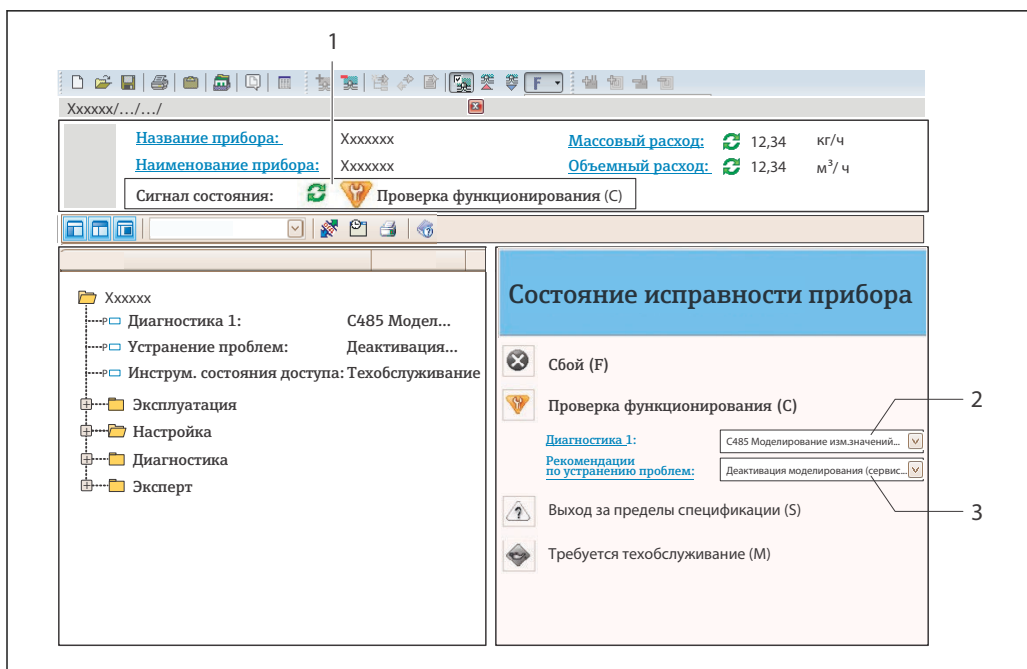 1
F
Xxxxxx/.../.../
Название прибора: Xxxxxxx Массовый расход: 12,34 кг/ч
Наименование прибора: Xxxxxxx Объемный расход: 12,34 м³/ ч
Сигнал состояния: Проверка функционирования (C)
Xxxxxx
P Диагностика 1: C485 Модел...
P Устранение проблем: Деактивация...
P Инструм. состояния доступа: Техобслуживание
Эксплуатация
Настройка
Диагностика
Эксперт
Состояние исправности прибора
Сбой (F)
Проверка функционирования (C)
Диагностика 1: C485 Моделирование изм.значений...
2
Рекомендации
по устранению проблем: Деактивация моделирования (сервис...
3
Выход за пределы спецификации (S)
Требуется техобслуживание (M)